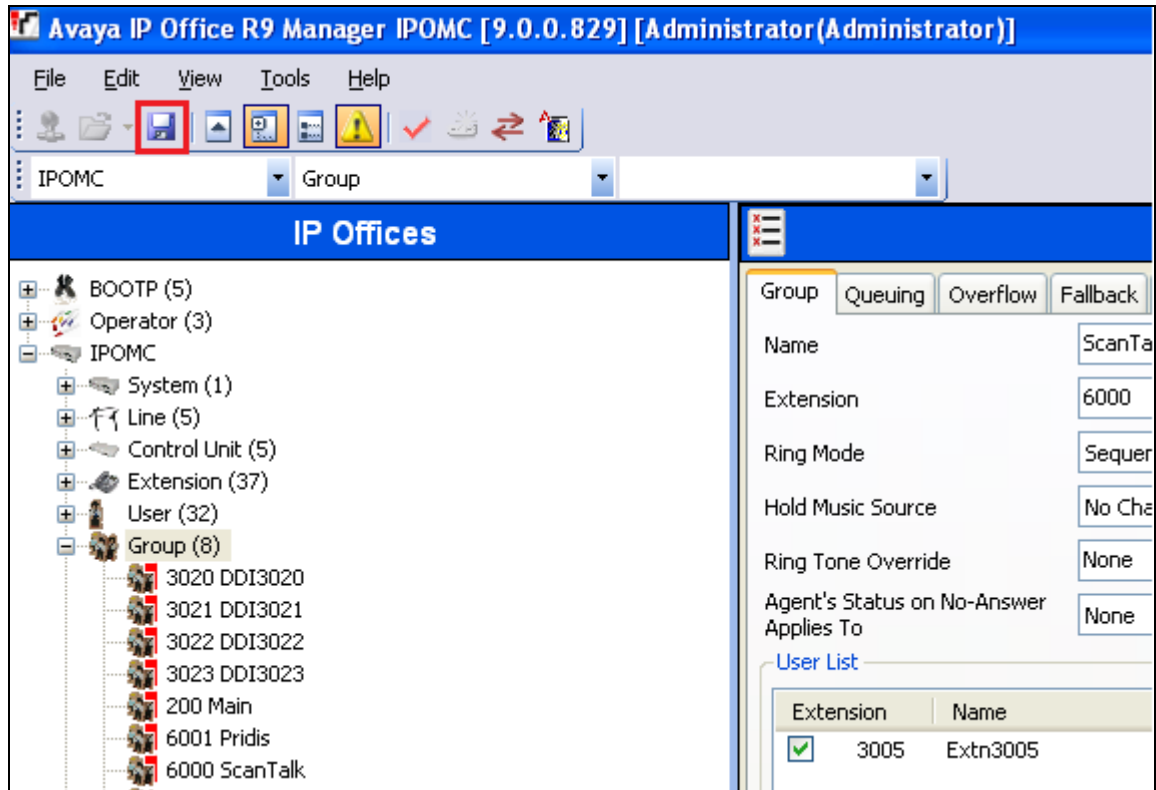 Avaya IP Office R9 Manager IPOMC [9.0.0.829] [Administrator(Administrator)]
File Edit View Tools Help
IPOMC Group
IP Offices
BOOTP (5)
Operator (3)
IPOMC
System (1)
Line (5)
Control Unit (5)
Extension (37)
User (32)
Group (8)
3020 DDI3020
3021 DDI3021
3022 DDI3022
3023 DDI3023
200 Main
6001 Pridis
6000 ScanTalk
Group Queuing Overflow Fallback
Name ScanTa
Extension 6000
Ring Mode Sequer
Hold Music Source No Cha
Ring Tone Override None
Agent's Status on No-Answer
Applies To None
User List
Extension Name
3005 Extn3005